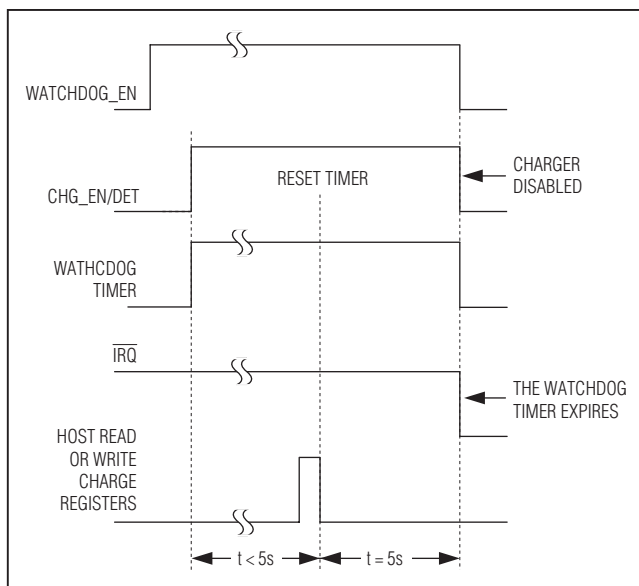 WATCHDOG_EN
CHG_EN/DET
RESET TIMER
CHARGER
DISABLED
WATHCDOG
TIMER
IRQ
THE WATCHDOG
TIMER EXPIRES
HOST READ
OR WRITE
CHARGE
REGISTERS
t < 5s
t = 5s